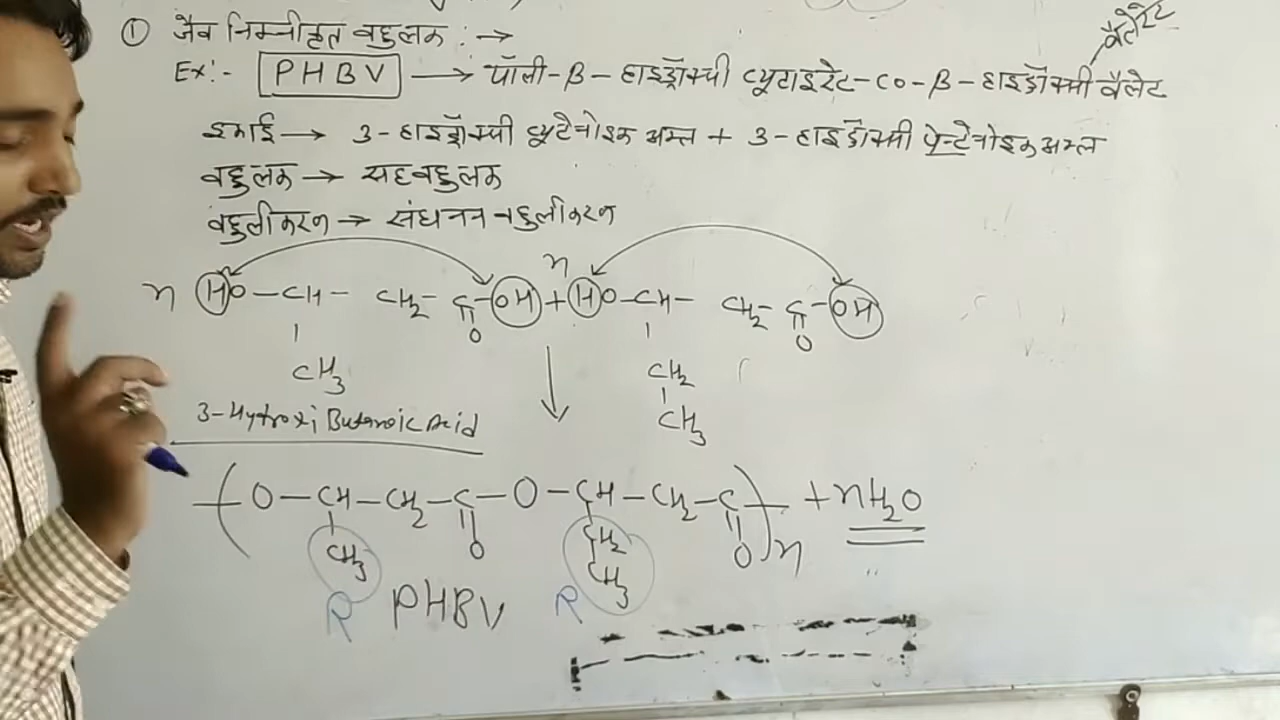 ① जैव निम्नीकृत बहुलक :→
वैलेरेट
Ex:- PHBV → पॉली-β-हाइड्रॉक्सी ब्यूटाइरेट-co-β-हाइड्रॉक्सी वैलेट
इकाई → 3-हाइड्रॉक्सी ब्यूटेनोइक अम्ल + 3-हाइड्रॉक्सी पेन्टेनोइक अम्ल
बहुलक → सहबहुलक
बहुलीकरन → संघनन बहुलीकरन
n HO-CH- CH2-C-OH + n HO-CH- CH2-C-OH
O O
CH3 CH2
CH3
3-Hydroxi Butanoic Acid
( O-CH-CH2-C-O-CH-CH2-C )n + nH2O
CH3 O CH2 O
CH3
R PHBV R